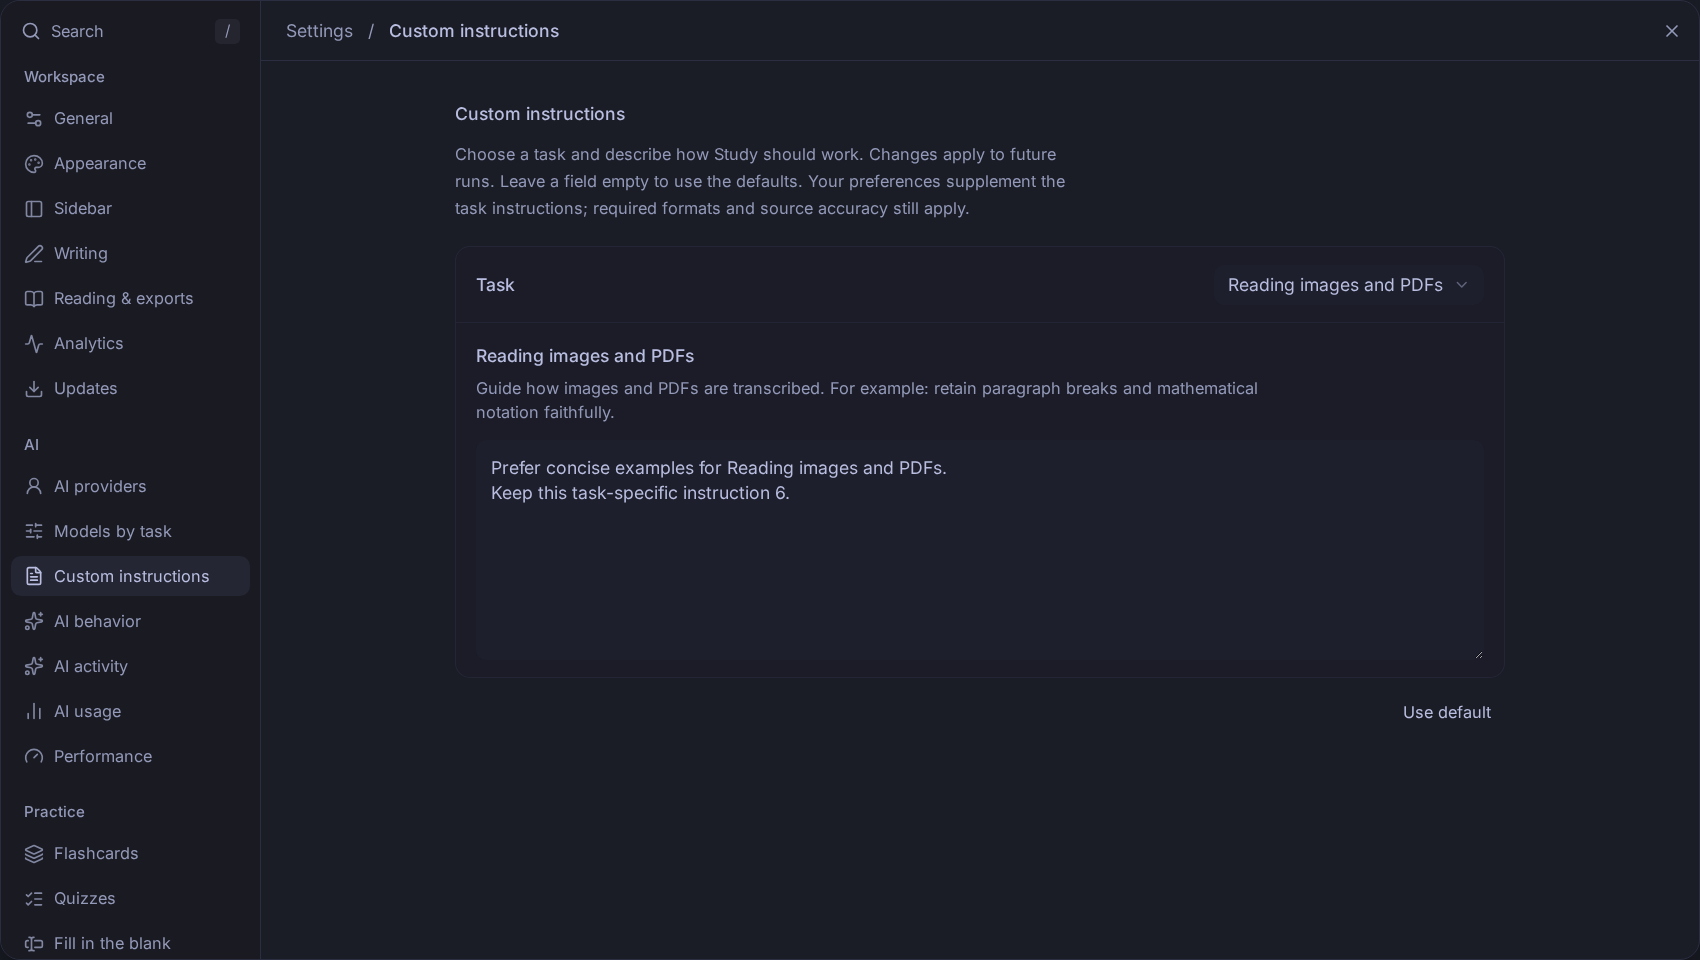 Search
/
Workspace
General
Appearance
Sidebar
Writing
Reading & exports
Analytics
Updates
AI
AI providers
Models by task
Custom instructions
AI behavior
AI activity
AI usage
Performance
Practice
Flashcards
Quizzes
Fill in the blank
Settings / Custom instructions
Custom instructions
Choose a task and describe how Study should work. Changes apply to future
runs. Leave a field empty to use the defaults. Your preferences supplement the
task instructions; required formats and source accuracy still apply.
Task
Reading images and PDFs
Reading images and PDFs
Guide how images and PDFs are transcribed. For example: retain paragraph breaks and mathematical
notation faithfully.
Prefer concise examples for Reading images and PDFs.
Keep this task-specific instruction 6.
Use default